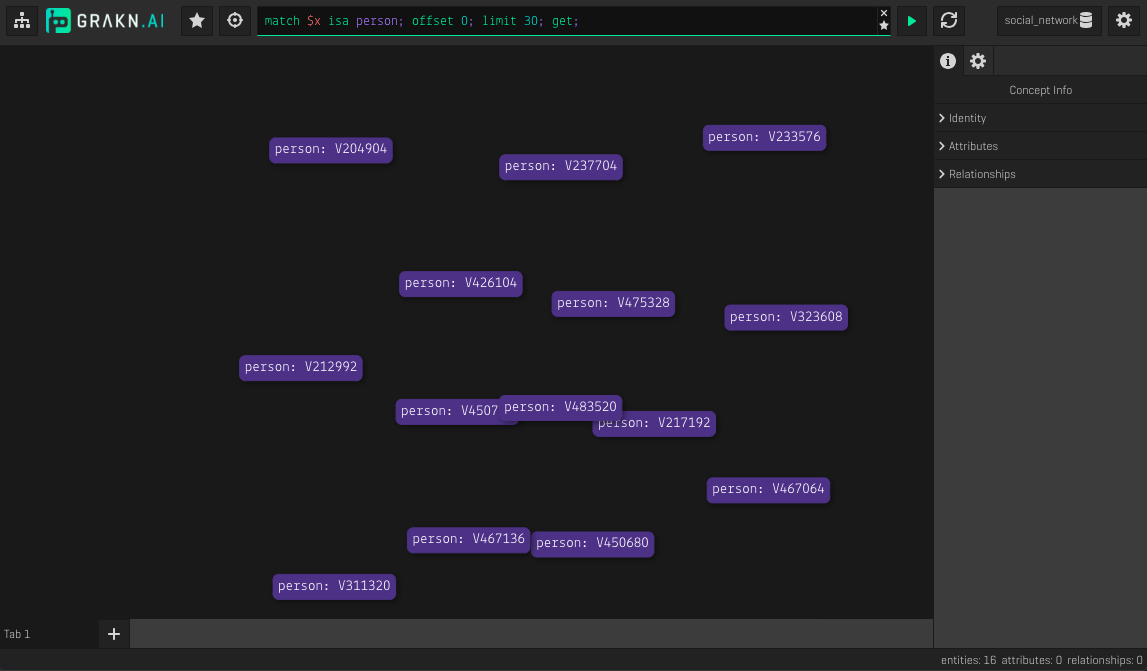 GRAKN.AI
match $x isa person; offset 0; limit 30; get;
social_network
Concept Info
Identity
Attributes
Relationships
person: V233576
person: V204904
person: V237704
person: V426104
person: V475328
person: V323608
person: V212992
person: V4507
person: V483520
person: V217192
person: V467064
person: V467136
person: V450680
person: V311320
Tab 1
entities: 16 attributes: 0 relationships: 0